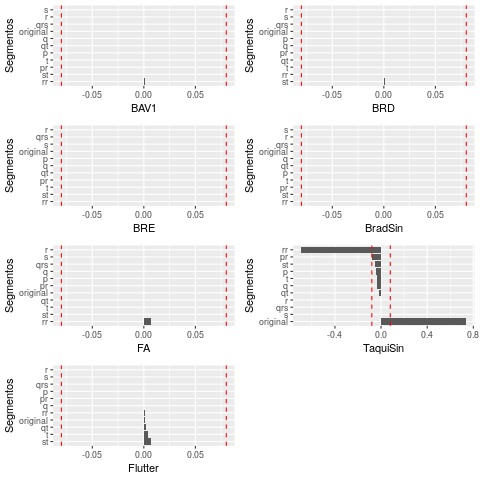 Segmentos
s
r
qrs
original
q
qt
p
t
pr
st
rr
-0.05 0.00 0.05
BAV1
Segmentos
r
s
qrs
original
p
q
qt
t
pr
st
rr
-0.05 0.00 0.05
BRD
Segmentos
r
qrs
s
original
p
q
qt
pr
t
st
rr
-0.05 0.00 0.05
BRE
Segmentos
s
r
qrs
original
q
qt
p
t
pr
st
rr
-0.05 0.00 0.05
BradSin
Segmentos
r
s
qrs
q
p
pr
original
qt
t
st
rr
-0.05 0.00 0.05
FA
Segmentos
rr
pr
st
q
p
t
qt
r
qrs
s
original
-0.4 0.0 0.4 0.8
TaquiSin
Segmentos
r
s
qrs
pr
p
q
rr
original
qt
t
st
-0.05 0.00 0.05
Flutter